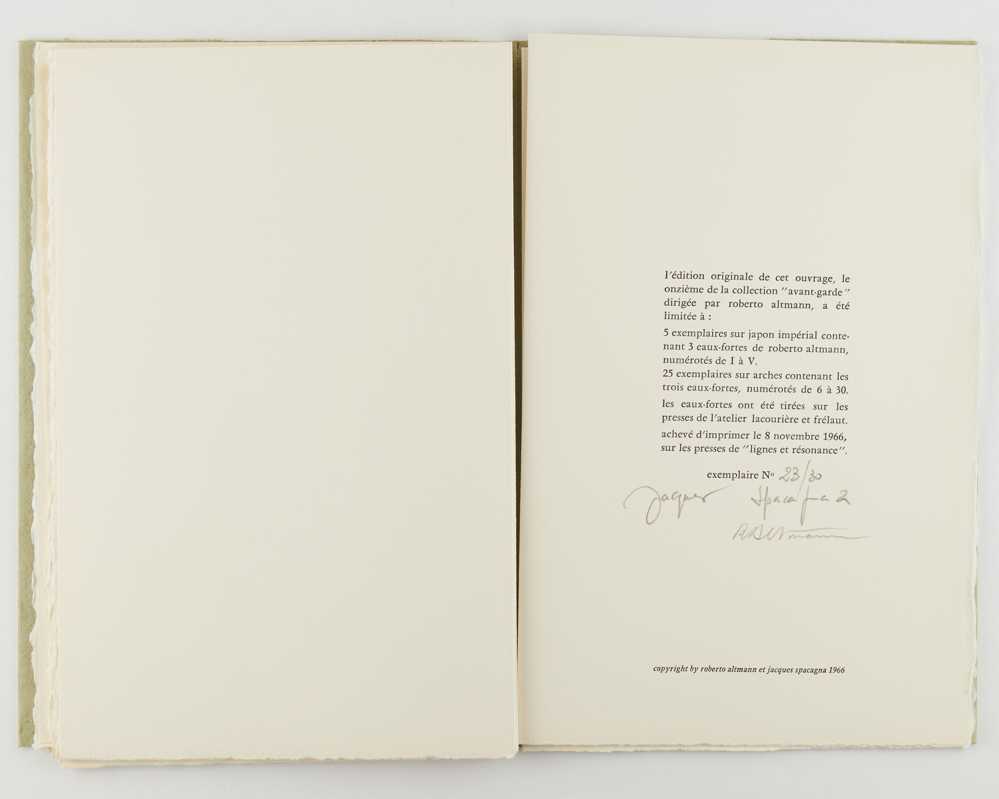 l'édition originale de cet ouvrage, le
onzième de la collection "avant-garde"
dirigée par roberto altmann, a été
limitée à :
5 exemplaires sur japon impérial conte-
nant 3 eaux-fortes de roberto altmann,
numérotés de I à V.
25 exemplaires sur arches contenant les
trois eaux-fortes, numérotés de 6 à 30.
les eaux-fortes ont été tirées sur les
presses de l'atelier lacourière et frélaut.
achevé d'imprimer le 8 novembre 1966,
sur les presses de "lignes et résonance".
exemplaire Nº 23/30
Jacques Spacagna
R Altmann
copyright by roberto altmann et jacques spacagna 1966